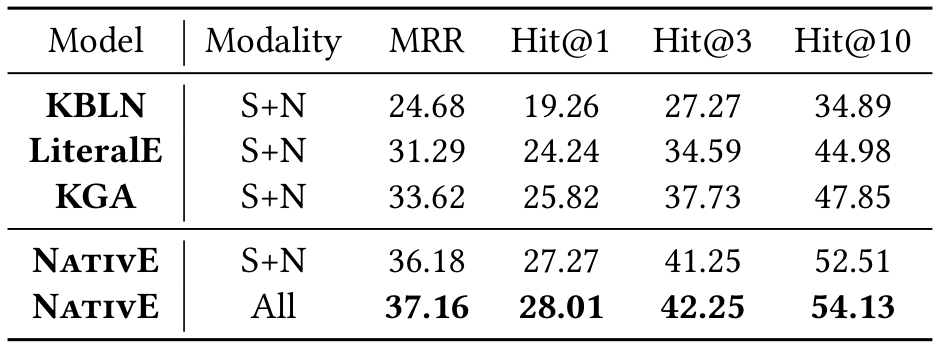 Model Modality MRR Hit@1 Hit@3 Hit@10
KBLN S+N 24.68 19.26 27.27 34.89
LiteralE S+N 31.29 24.24 34.59 44.98
KGA S+N 33.62 25.82 37.73 47.85
NativE S+N 36.18 27.27 41.25 52.51
NativE All 37.16 28.01 42.25 54.13